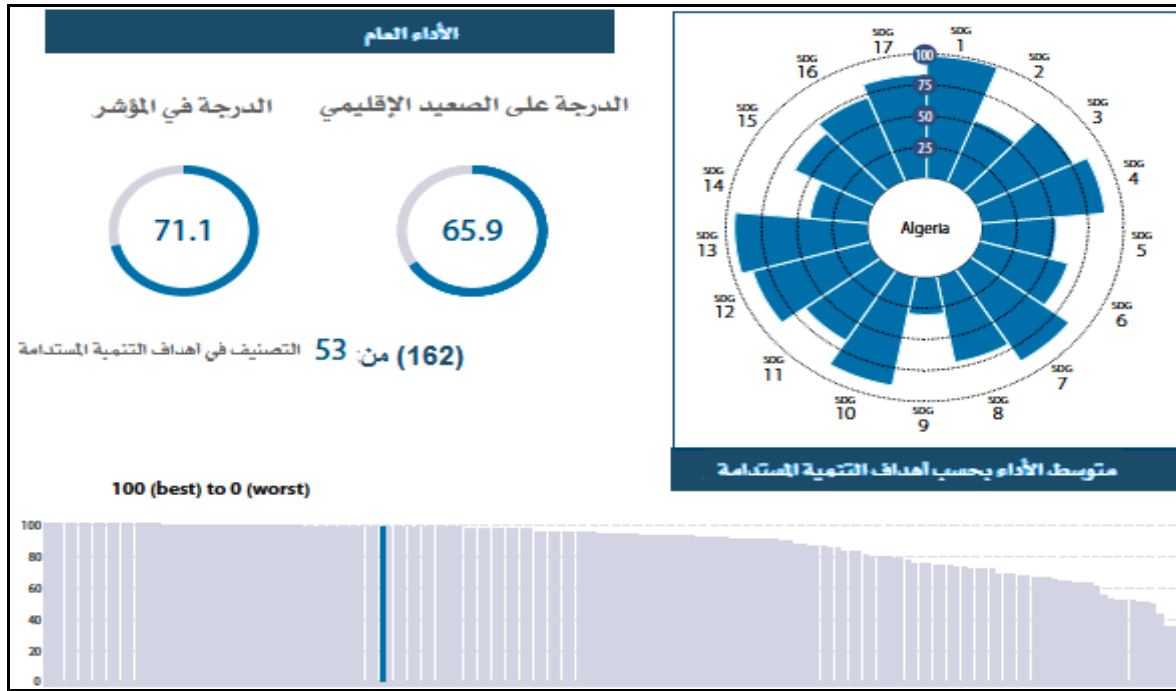 الأداء العام
الدرجة على الصعيد الإقليمي
الدرجة في المؤشر
65.9
71.1
التصنيف في أهداف التنمية المستدامة 53 من: (162)
SDG 1
SDG 2
SDG 3
SDG 4
SDG 5
SDG 6
SDG 7
SDG 8
SDG 9
SDG 10
SDG 11
SDG 12
SDG 13
SDG 14
SDG 15
SDG 16
SDG 17
100
75
50
25
Algeria
متوسط الأداء بحسب أهداف التنمية المستدامة
100 (best) to 0 (worst)
100
80
60
40
20
0